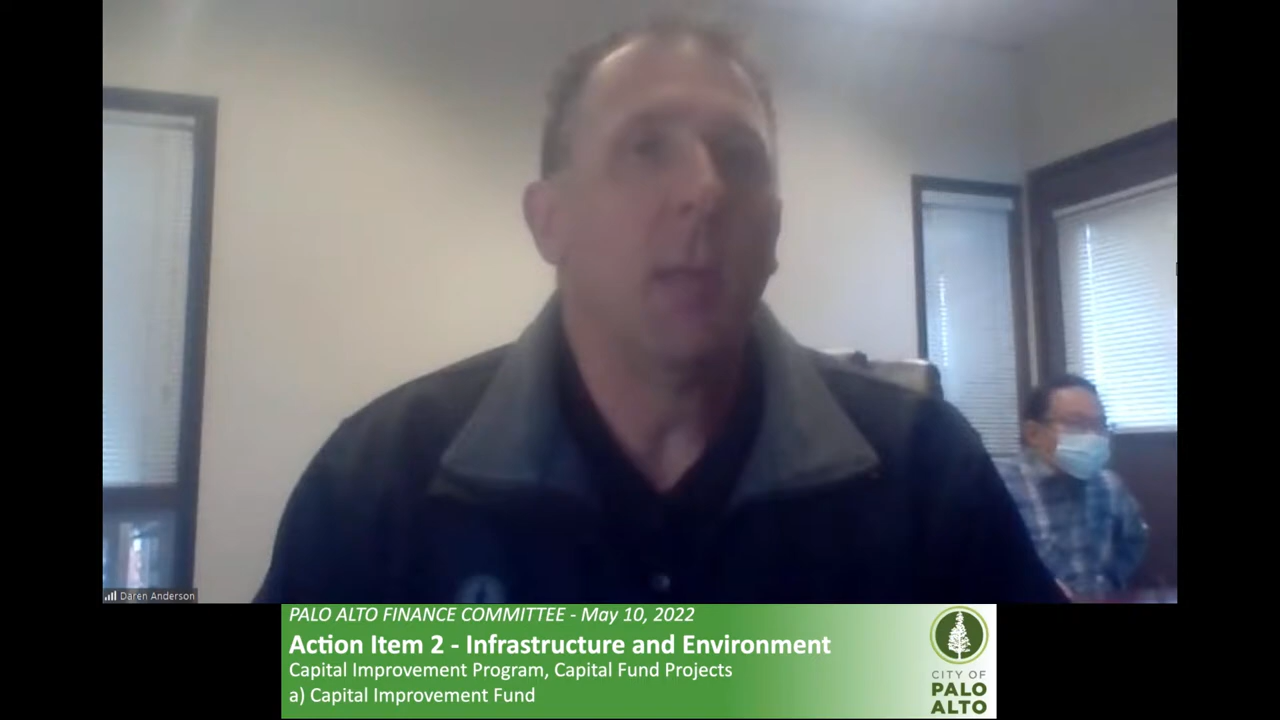 Daren Anderson
PALO ALTO FINANCE COMMITTEE - May 10, 2022
Action Item 2 - Infrastructure and Environment
Capital Improvement Program, Capital Fund Projects
a) Capital Improvement Fund
CITY OF
PALO
ALTO